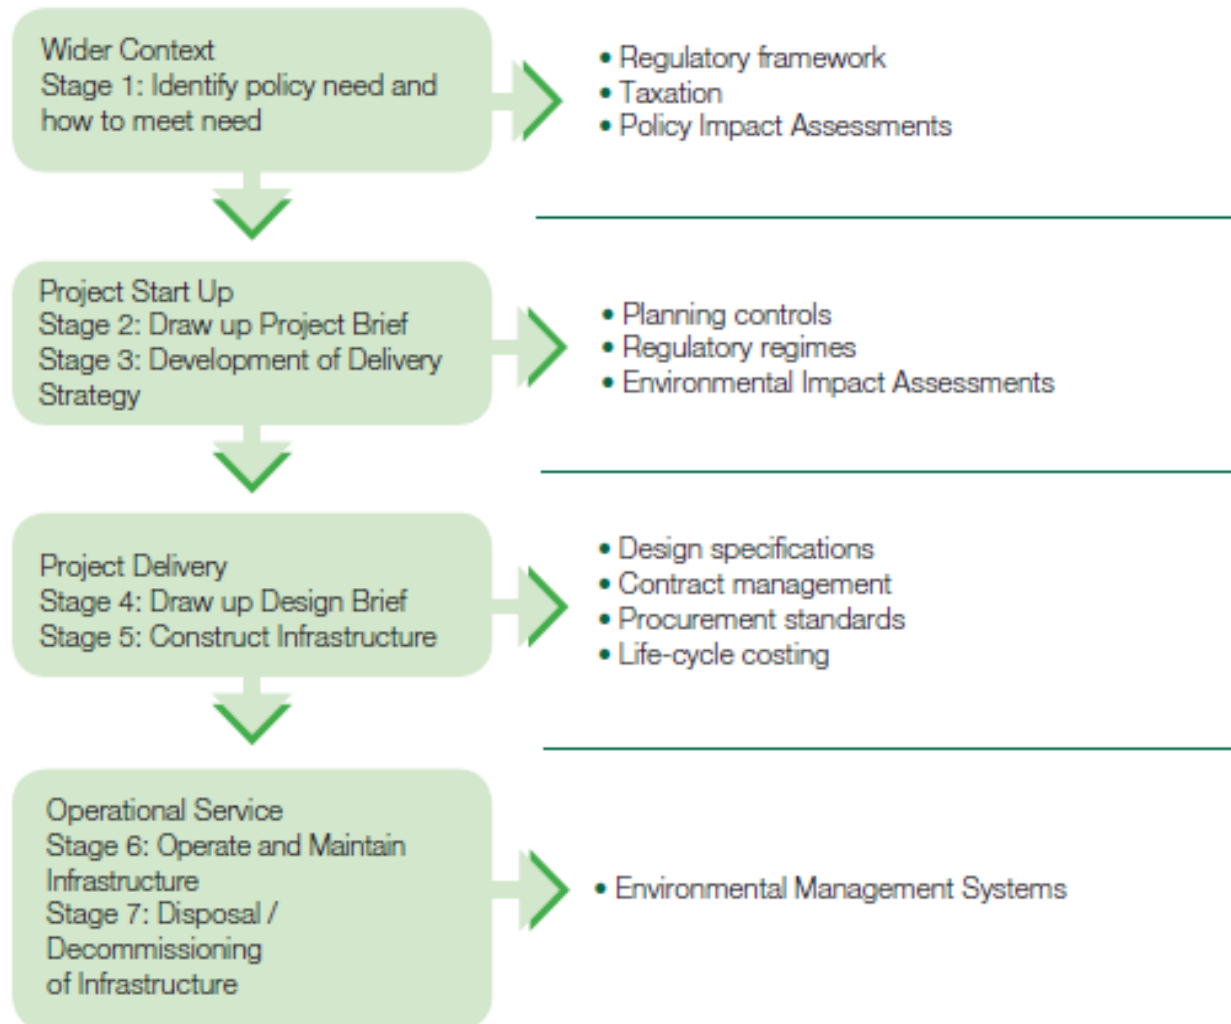 Wider Context
Stage 1: Identify policy need and
how to meet need
• Regulatory framework
• Taxation
• Policy Impact Assessments
Project Start Up
Stage 2: Draw up Project Brief
Stage 3: Development of Delivery
Strategy
• Planning controls
• Regulatory regimes
• Environmental Impact Assessments
Project Delivery
Stage 4: Draw up Design Brief
Stage 5: Construct Infrastructure
• Design specifications
• Contract management
• Procurement standards
• Life-cycle costing
Operational Service
Stage 6: Operate and Maintain
Infrastructure
Stage 7: Disposal /
Decommissioning
of Infrastructure
• Environmental Management Systems